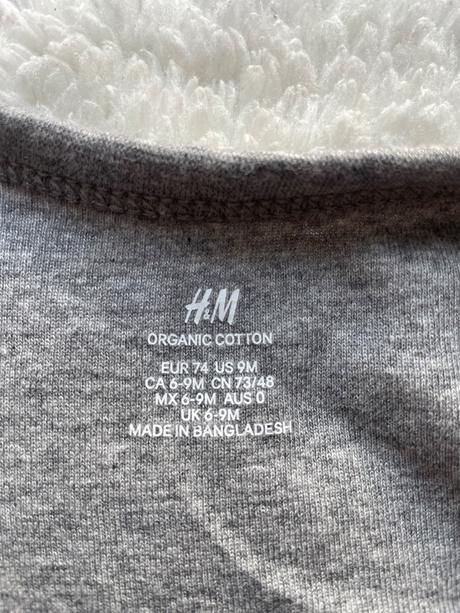 H&M
ORGANIC COTTON
EUR 74 US 9M
CA 6-9M CN 73/48
MX 6-9M AUS 0
UK 6-9M
MADE IN BANGLADESH